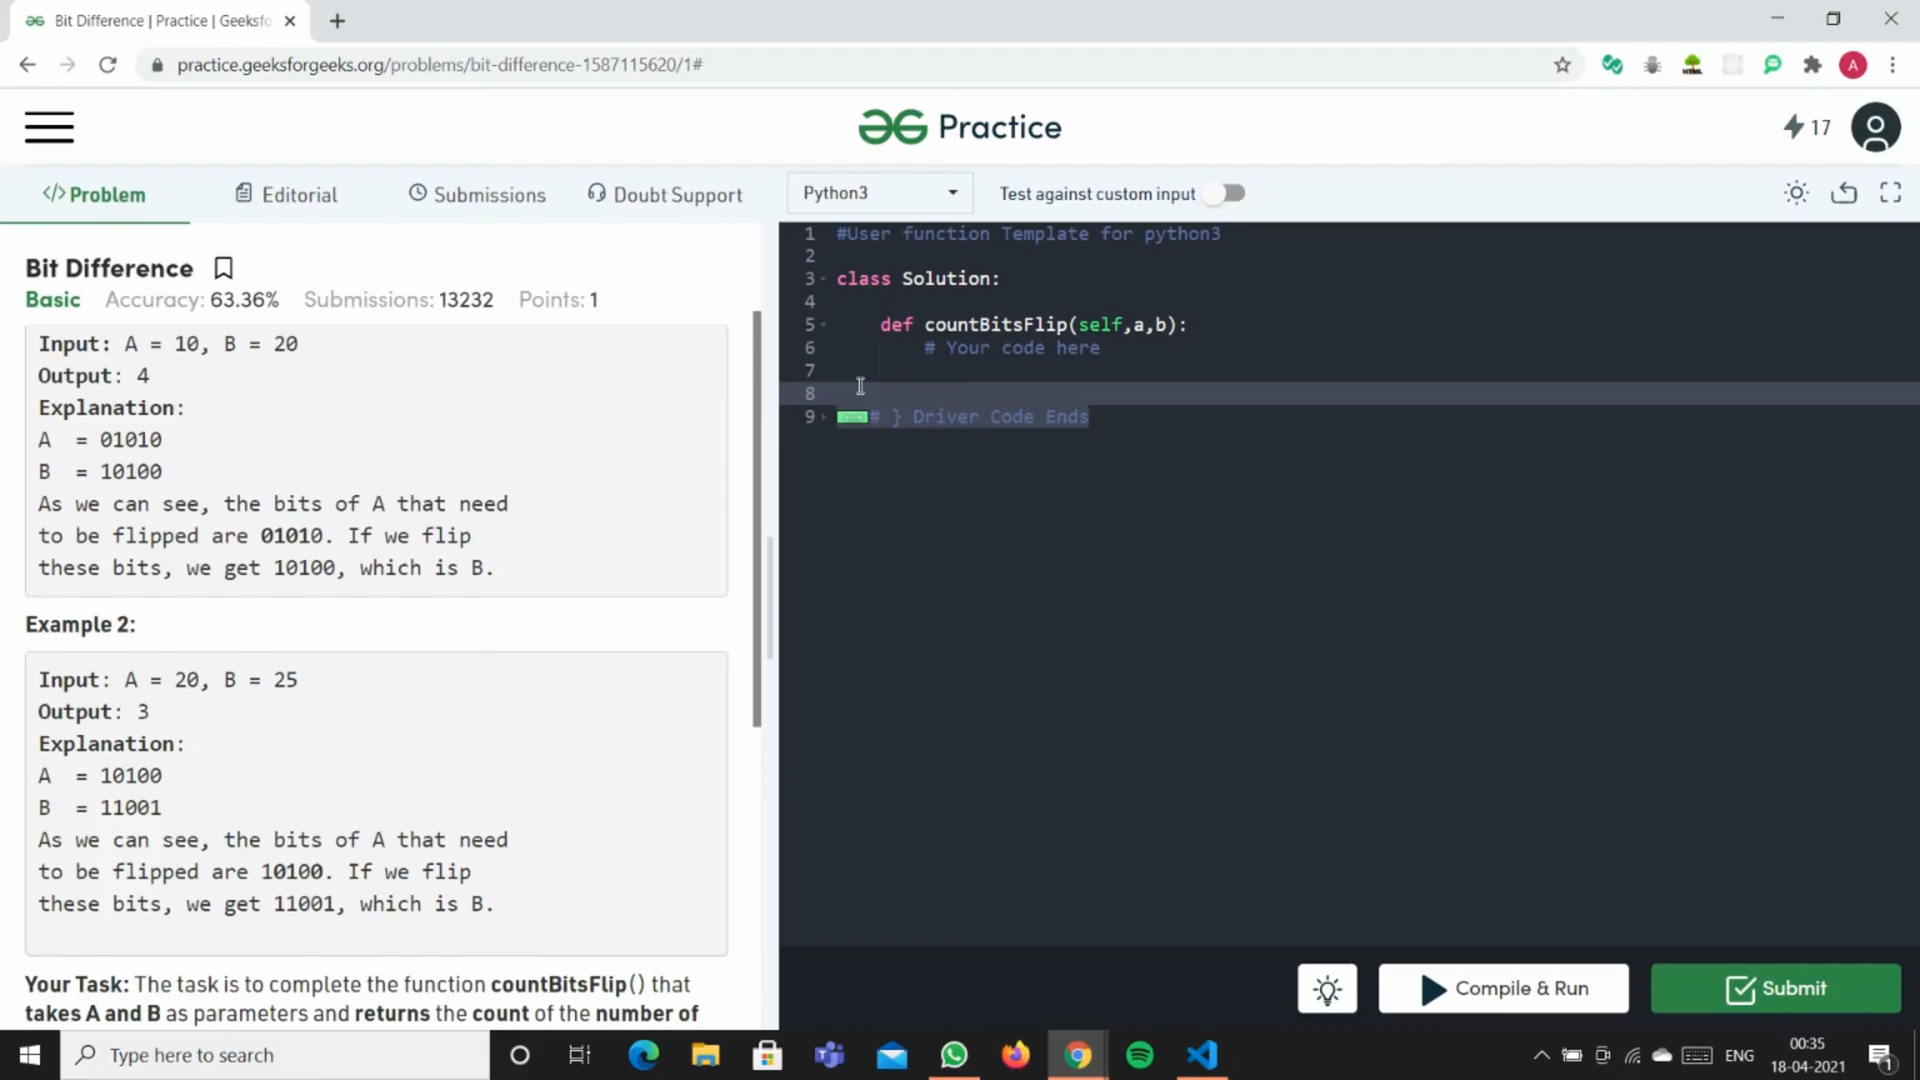 Bit Difference | Practice | Geeksfo
practice.geeksforgeeks.org/problems/bit-difference-1587115620/1#
A
Practice
17
</> Problem
Editorial
Submissions
Doubt Support
Python3
Test against custom input
Bit Difference
Basic Accuracy: 63.36% Submissions: 13232 Points: 1
Input: A = 10, B = 20
Output: 4
Explanation:
A = 01010
B = 10100
As we can see, the bits of A that need
to be flipped are 01010. If we flip
these bits, we get 10100, which is B.
Example 2:
Input: A = 20, B = 25
Output: 3
Explanation:
A = 10100
B = 11001
As we can see, the bits of A that need
to be flipped are 10100. If we flip
these bits, we get 11001, which is B.
Your Task: The task is to complete the function countBitsFlip() that
takes A and B as parameters and returns the count of the number of
1 #User function Template for python3
2
3 class Solution:
4
5 def countBitsFlip(self,a,b):
6 # Your code here
7
8
9 # } Driver Code Ends
Compile & Run
Submit
Type here to search
ENG
00:35
18-04-2021
1